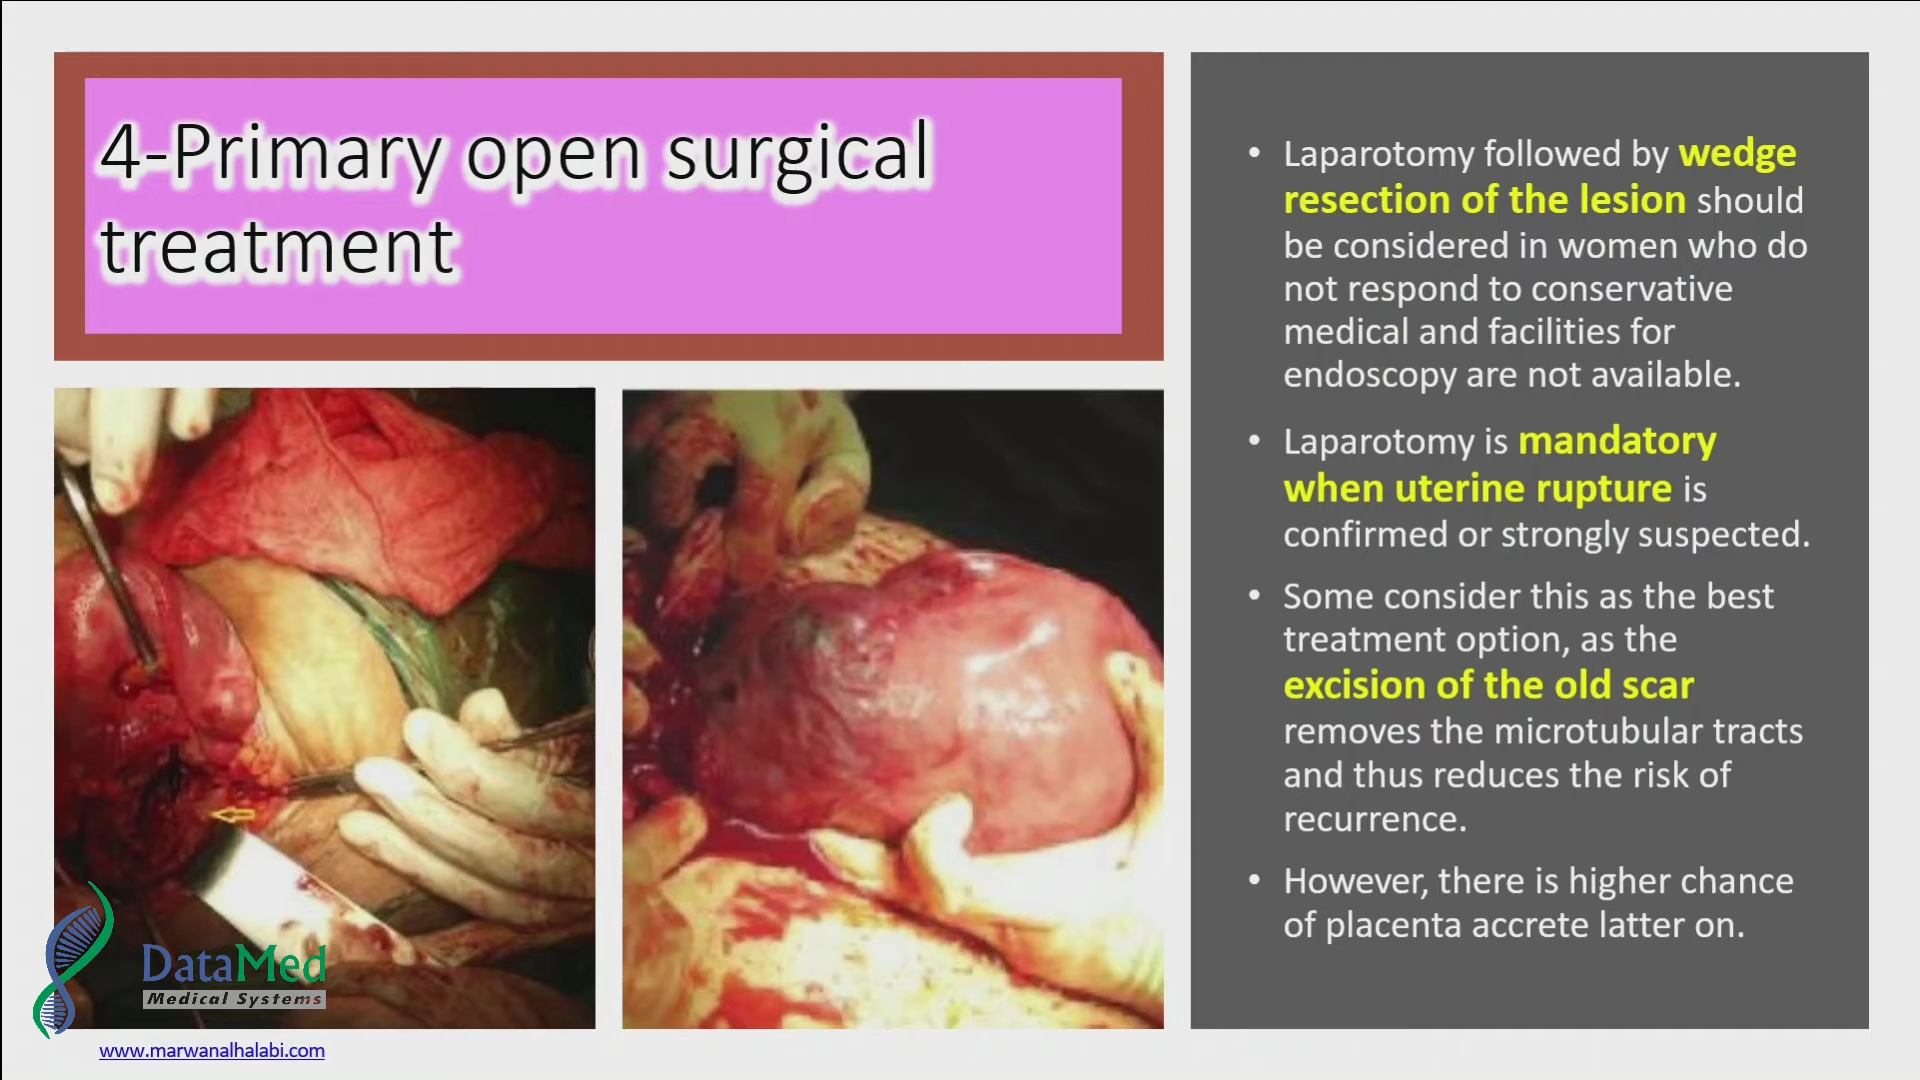 4-Primary open surgical
treatment
• Laparotomy followed by wedge
resection of the lesion should
be considered in women who do
not respond to conservative
medical and facilities for
endoscopy are not available.
• Laparotomy is mandatory
when uterine rupture is
confirmed or strongly suspected.
• Some consider this as the best
treatment option, as the
excision of the old scar
removes the microtubular tracts
and thus reduces the risk of
recurrence.
• However, there is higher chance
of placenta accrete latter on.
DataMed
Medical Systems
www.marwanalhalabi.com